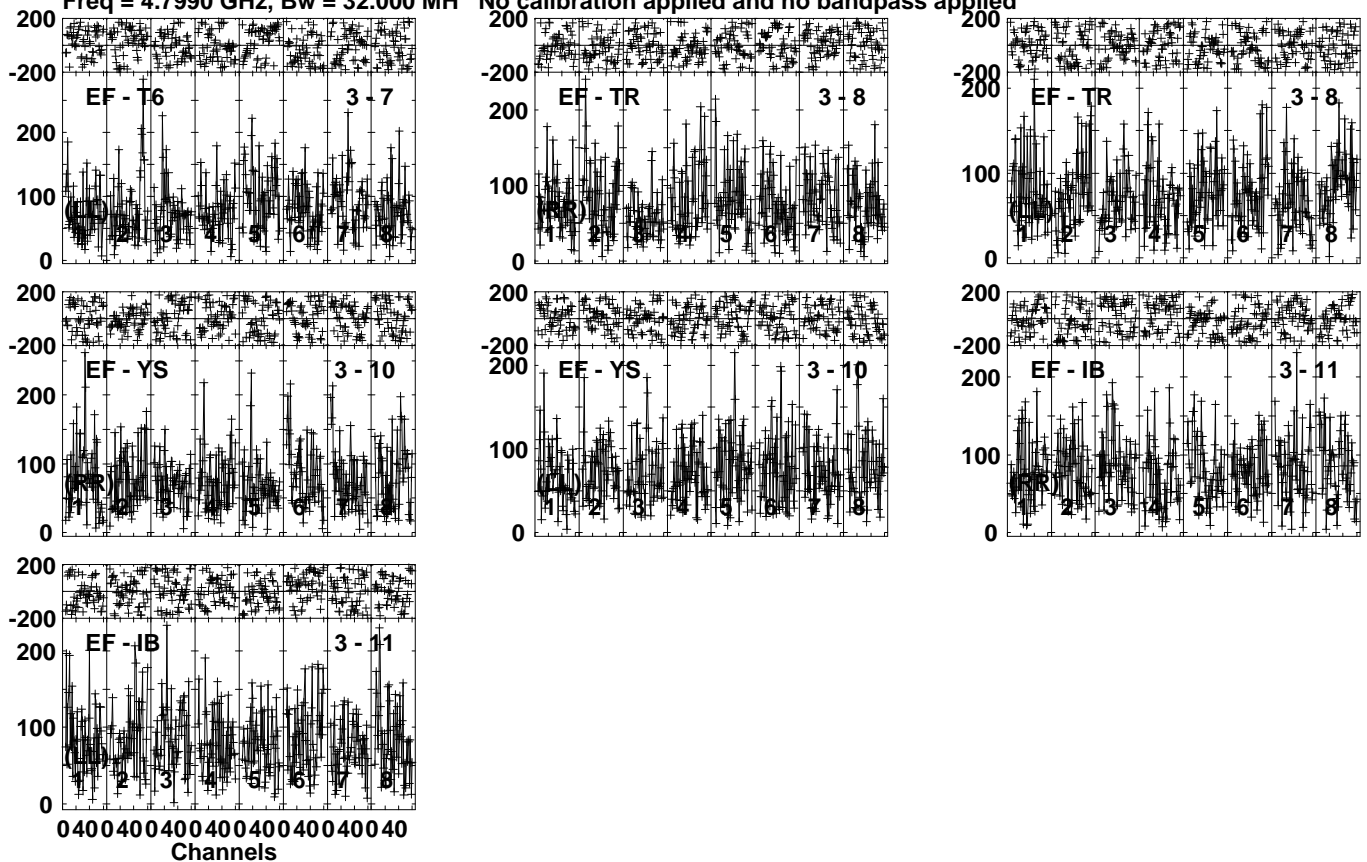 Freq = 4.7990 GHz, Bw = 32.000 MH No calibration applied and no bandpass applied
200 200 200
-200 -200 -200
EF - T6 3 - 7 EF - TR 3 - 8 EF - TR 3 - 8
200 200 200
100 100 100
(LL) (RR) (LL)
1 2 3 4 5 6 7 8 1 2 3 4 5 6 7 8 1 2 3 4 5 6 7 8
0 0 0
200 200 200
-200 -200 -200
EF - YS 3 - 10 EF - YS 3 - 10 EF - IB 3 - 11
200 200 200
100 100 100
(RR) (LL) (RR)
1 2 3 4 5 6 7 8 1 2 3 4 5 6 7 8 1 2 3 4 5 6 7 8
0 0 0
200
-200
EF - IB 3 - 11
200
100
(LL)
1 2 3 4 5 6 7 8
0
0 40 0 40 0 40 0 40 0 40 0 40 0 40 0 40
Channels